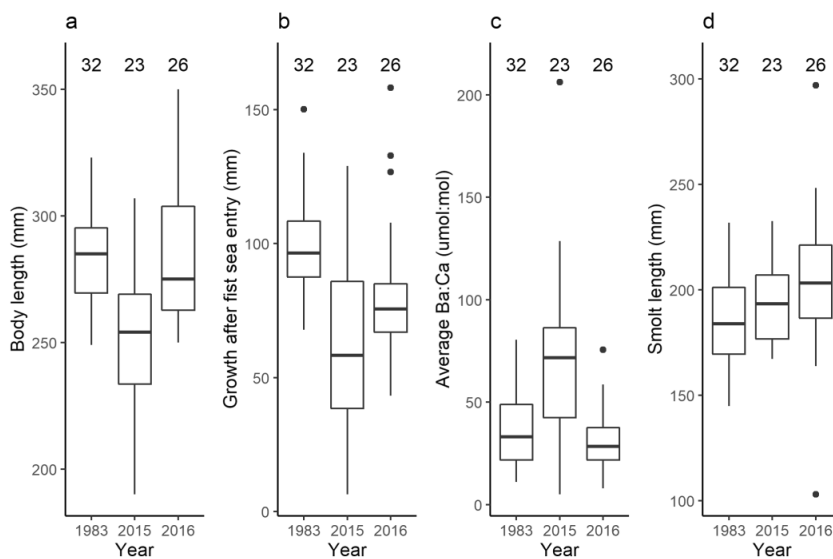 a
32 23 26
350
300
250
200
Body length (mm)
1983 2015 2016
Year
b
32 23 26
150
100
50
0
Growth after fist sea entry (mm)
1983 2015 2016
Year
c
32 23 26
200
150
100
50
0
Average Ba:Ca (umol:mol)
1983 2015 2016
Year
d
32 23 26
300
250
200
150
100
Smolt length (mm)
1983 2015 2016
Year